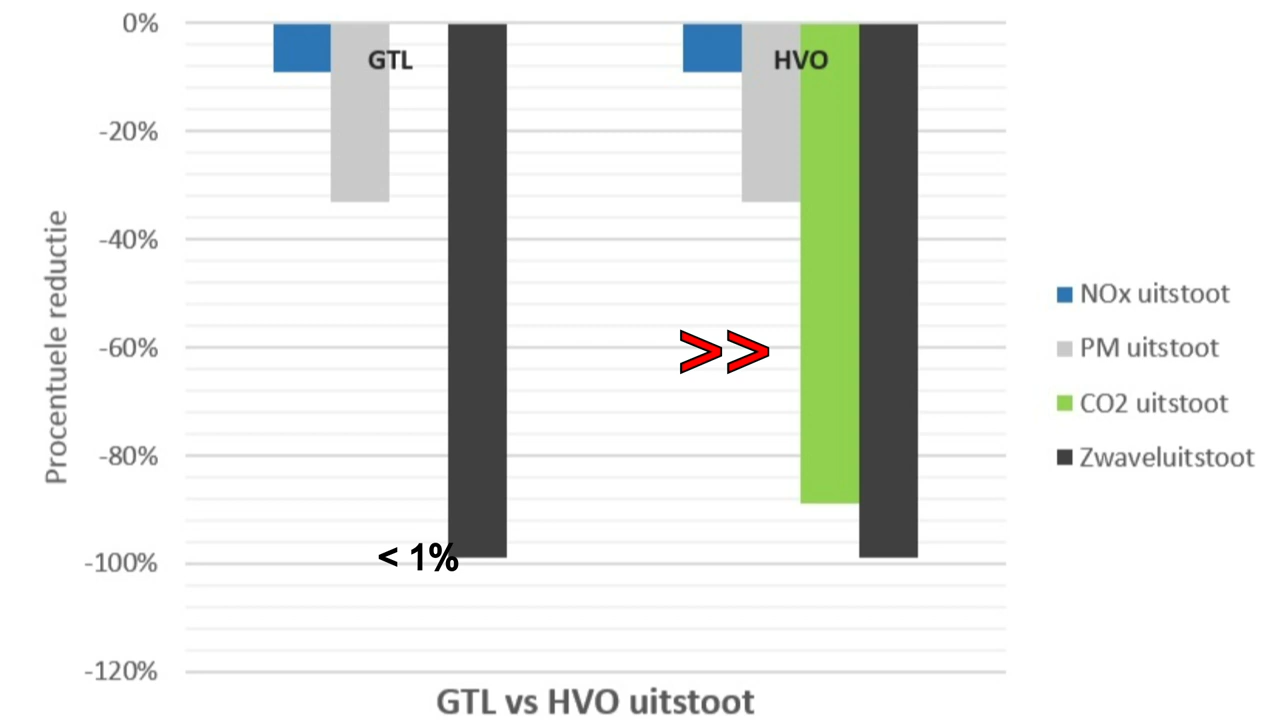 0%
GTL
HVO
-20%
-40%
-60%
>>
-80%
< 1%
-100%
-120%
Procentuele reductie
GTL vs HVO uitstoot
NOx uitstoot
PM uitstoot
CO2 uitstoot
Zwaveluitstoot